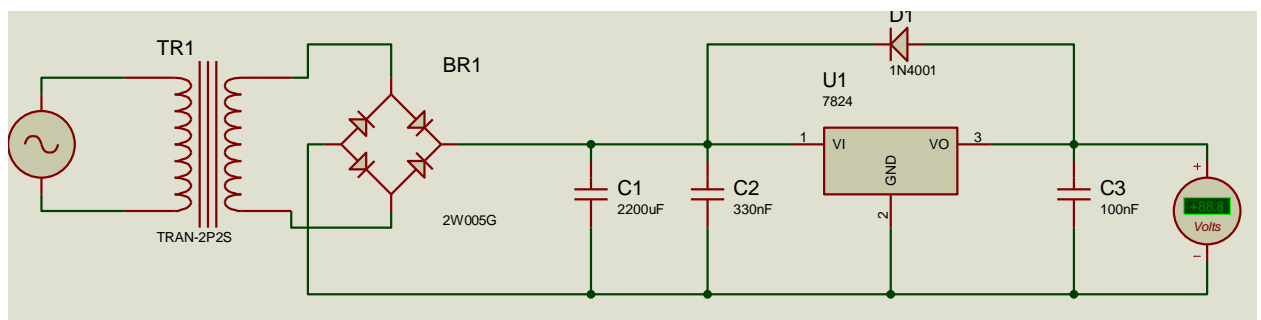 D1
TR1
BR1
1N4001
U1
7824
1
VI
VO
3
GND
2
C1
2200uF
C2
330nF
C3
100nF
+
+88.8
Volts
−
2W005G
TRAN-2P2S